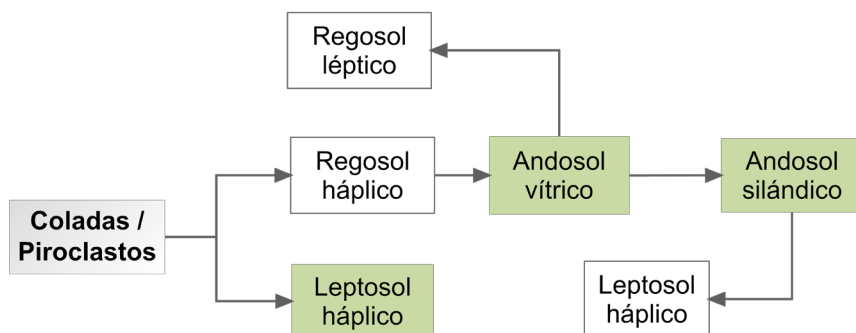 Regosol
léptico
Regosol
háplico
Andosol
vítrico
Andosol
silándico
Coladas /
Piroclastos
Leptosol
háplico
Leptosol
háplico